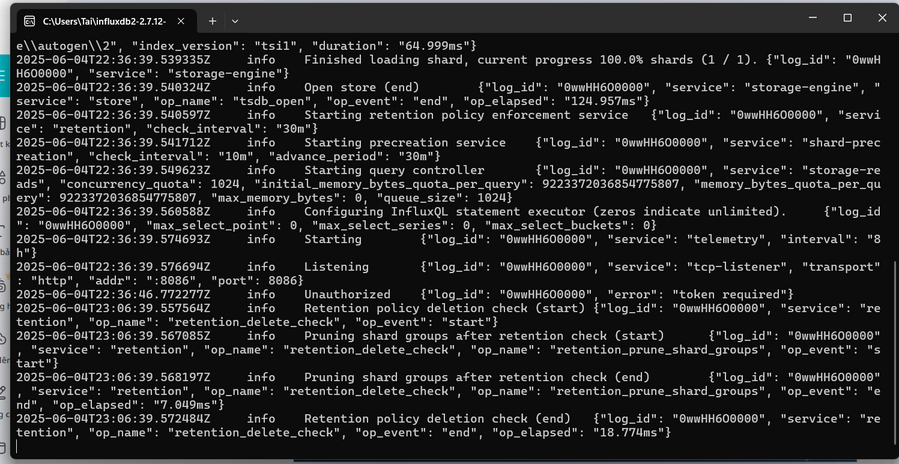 C:\Users\Tai\influxdb2-2.7.12-
e\\autogen\\2", "index_version": "tsi1", "duration": "64.999ms"}
2025-06-04T22:36:39.539335Z     info    Finished loading shard, current progress 100.0% shards (1 / 1). {"log_id": "0wwH
H6O0000", "service": "storage-engine"}
2025-06-04T22:36:39.540324Z     info    Open store (end)        {"log_id": "0wwHH6O0000", "service": "storage-engine", "
service": "store", "op_name": "tsdb_open", "op_event": "end", "op_elapsed": "124.957ms"}
2025-06-04T22:36:39.540597Z     info    Starting retention policy enforcement service   {"log_id": "0wwHH6O0000", "servi
ce": "retention", "check_interval": "30m"}
2025-06-04T22:36:39.541712Z     info    Starting precreation service    {"log_id": "0wwHH6O0000", "service": "shard-prec
reation", "check_interval": "10m", "advance_period": "30m"}
2025-06-04T22:36:39.549623Z     info    Starting query controller       {"log_id": "0wwHH6O0000", "service": "storage-re
ads", "concurrency_quota": 1024, "initial_memory_bytes_quota_per_query": 9223372036854775807, "memory_bytes_quota_per_qu
ery": 9223372036854775807, "max_memory_bytes": 0, "queue_size": 1024}
2025-06-04T22:36:39.560588Z     info    Configuring InfluxQL statement executor (zeros indicate unlimited).     {"log_id
": "0wwHH6O0000", "max_select_point": 0, "max_select_series": 0, "max_select_buckets": 0}
2025-06-04T22:36:39.574693Z     info    Starting        {"log_id": "0wwHH6O0000", "service": "telemetry", "interval": "8
h"}
2025-06-04T22:36:39.576694Z     info    Listening       {"log_id": "0wwHH6O0000", "service": "tcp-listener", "transport"
: "http", "addr": ":8086", "port": 8086}
2025-06-04T22:36:46.772277Z     info    Unauthorized    {"log_id": "0wwHH6O0000", "error": "token required"}
2025-06-04T23:06:39.557564Z     info    Retention policy deletion check (start) {"log_id": "0wwHH6O0000", "service": "re
tention", "op_name": "retention_delete_check", "op_event": "start"}
2025-06-04T23:06:39.567085Z     info    Pruning shard groups after retention check (start)      {"log_id": "0wwHH6O0000"
, "service": "retention", "op_name": "retention_delete_check", "op_name": "retention_prune_shard_groups", "op_event": "s
tart"}
2025-06-04T23:06:39.568197Z     info    Pruning shard groups after retention check (end)        {"log_id": "0wwHH6O0000"
, "service": "retention", "op_name": "retention_delete_check", "op_name": "retention_prune_shard_groups", "op_event": "e
nd", "op_elapsed": "7.049ms"}
2025-06-04T23:06:39.572484Z     info    Retention policy deletion check (end)   {"log_id": "0wwHH6O0000", "service": "re
tention", "op_name": "retention_delete_check", "op_event": "end", "op_elapsed": "18.774ms"}